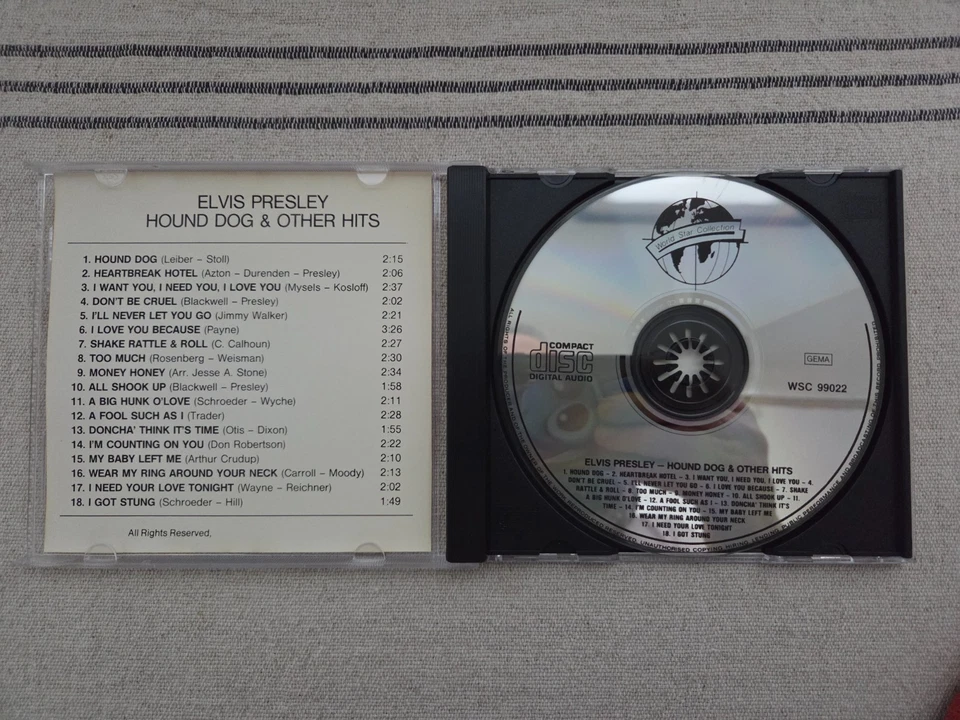 ELVIS PRESLEY
HOUND DOG & OTHER HITS
1. HOUND DOG (Leiber – Stoll) 2:15
2. HEARTBREAK HOTEL (Azton – Durenden – Presley) 2:06
3. I WANT YOU, I NEED YOU, I LOVE YOU (Mysels – Kosloff) 2:37
4. DON'T BE CRUEL (Blackwell – Presley) 2:02
5. I'LL NEVER LET YOU GO (Jimmy Walker) 2:21
6. I LOVE YOU BECAUSE (Payne) 3:26
7. SHAKE RATTLE & ROLL (C. Calhoun) 2:27
8. TOO MUCH (Rosenberg – Weisman) 2:30
9. MONEY HONEY (Arr. Jesse A. Stone) 2:34
10. ALL SHOOK UP (Blackwell – Presley) 1:58
11. A BIG HUNK O'LOVE (Schroeder – Wyche) 2:11
12. A FOOL SUCH AS I (Trader) 2:28
13. DONCHA' THINK IT'S TIME (Otis – Dixon) 1:55
14. I'M COUNTING ON YOU (Don Robertson) 2:22
15. MY BABY LEFT ME (Arthur Crudup) 2:10
16. WEAR MY RING AROUND YOUR NECK (Carroll – Moody) 2:13
17. I NEED YOUR LOVE TONIGHT (Wayne – Reichner) 2:02
18. I GOT STUNG (Schroeder – Hill) 1:49
All Rights Reserved,
World Star Collection
COMPACT
disc
DIGITAL AUDIO
GEMA
WSC 99022
ELVIS PRESLEY – HOUND DOG & OTHER HITS
1. HOUND DOG – 2. HEARTBREAK HOTEL – 3. I WANT YOU, I NEED YOU, I LOVE YOU – 4.
DON'T BE CRUEL – 5. I'LL NEVER LET YOU GO – 6. I LOVE YOU BECAUSE – 7. SHAKE
RATTLE & ROLL – 8. TOO MUCH – 9. MONEY HONEY – 10. ALL SHOOK UP – 11.
A BIG HUNK O'LOVE – 12. A FOOL SUCH AS I – 13. DONCHA' THINK IT'S
TIME – 14. I'M COUNTING ON YOU – 15. MY BABY LEFT ME
16. WEAR MY RING AROUND YOUR NECK
17. I NEED YOUR LOVE TONIGHT
18. I GOT STUNG
UNAUTHORISED COPYING, HIRING, LENDING, PUBLIC PERFORMANCE